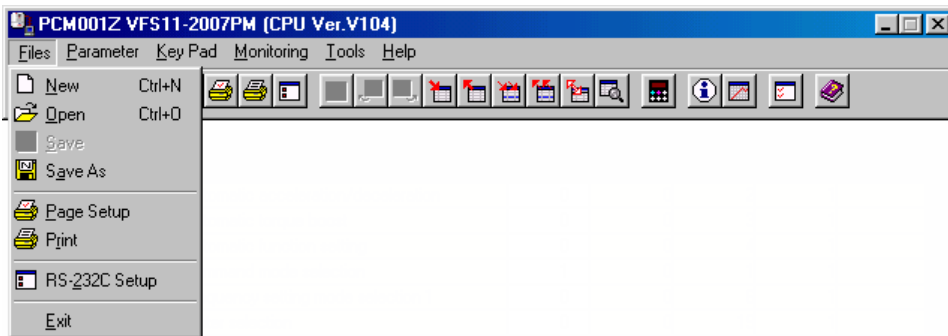 PCM001Z VFS11-2007PM (CPU Ver.V104)
Files Parameter Key Pad Monitoring Tools Help
New Ctrl+N
Open Ctrl+O
Save
Save As
Page Setup
Print
RS-232C Setup
Exit